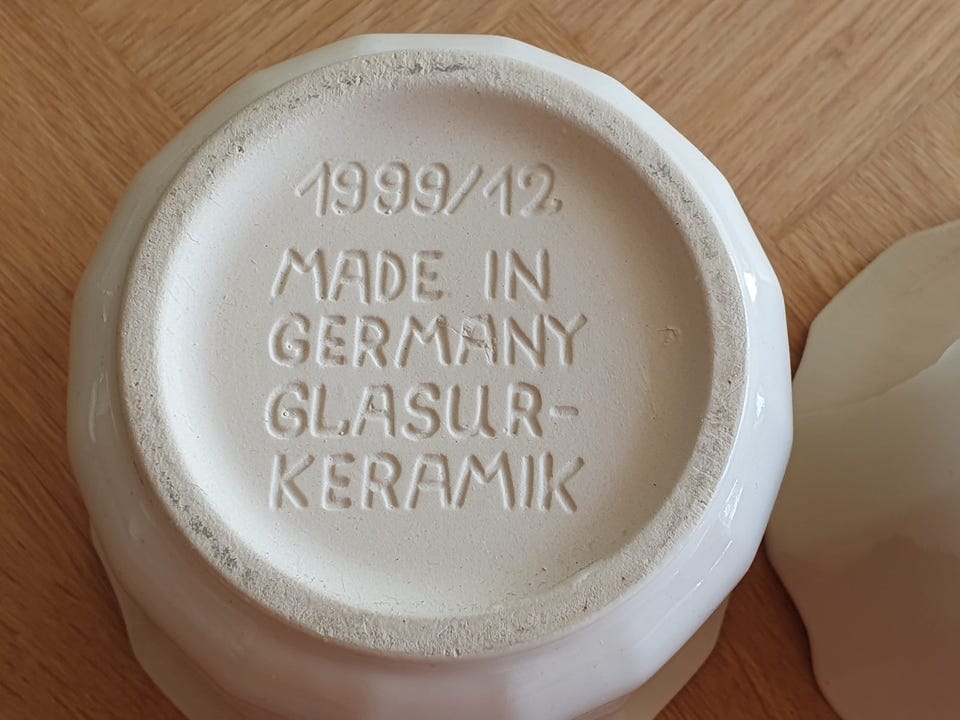 1999/12
MADE IN
GERMANY
GLASUR-
KERAMIK